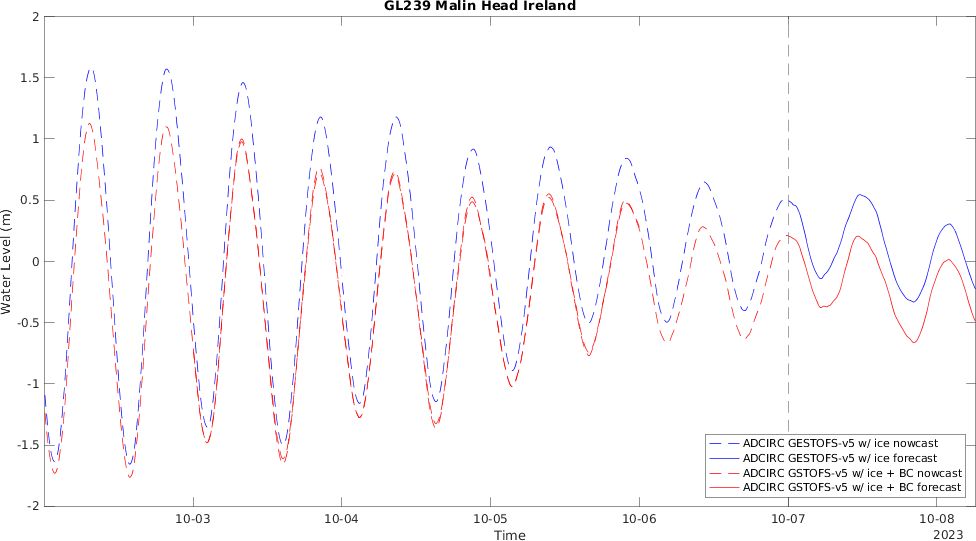 GL239 Malin Head Ireland
2
1.5
1
0.5
0
-0.5
-1
-1.5
-2
Water Level (m)
10-03
10-04
10-05
10-06
10-07
10-08
Time
2023
ADCIRC GESTOFS-v5 w/ ice nowcast
ADCIRC GESTOFS-v5 w/ ice forecast
ADCIRC GSTOFS-v5 w/ ice + BC nowcast
ADCIRC GSTOFS-v5 w/ ice + BC forecast